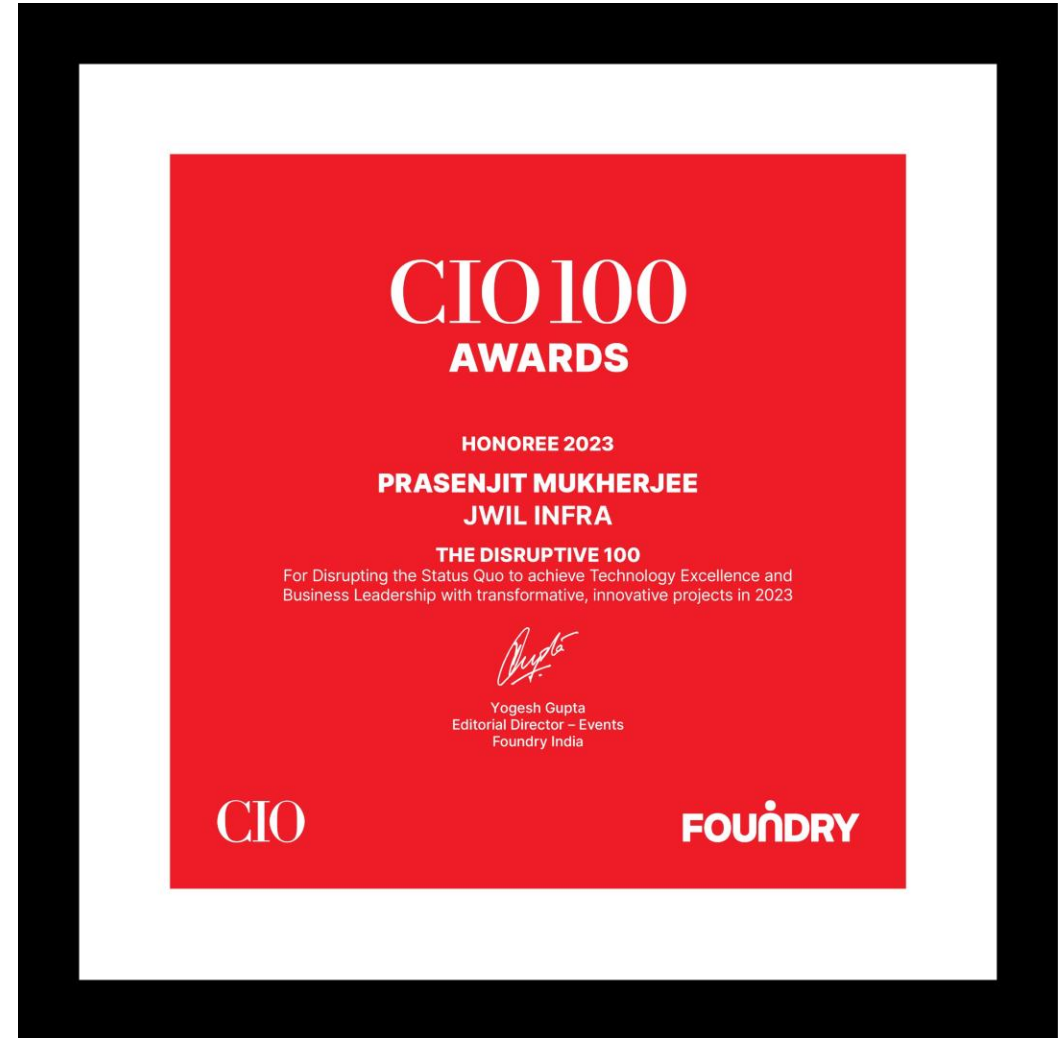 CIO 100
AWARDS
HONOREE 2023
PRASENJIT MUKHERJEE
JWIL INFRA
THE DISRUPTIVE 100
For Disrupting the Status Quo to achieve Technology Excellence and
Business Leadership with transformative, innovative projects in 2023
Gupta
Yogesh Gupta
Editorial Director – Events
Foundry India
CIO
FOUNDRY